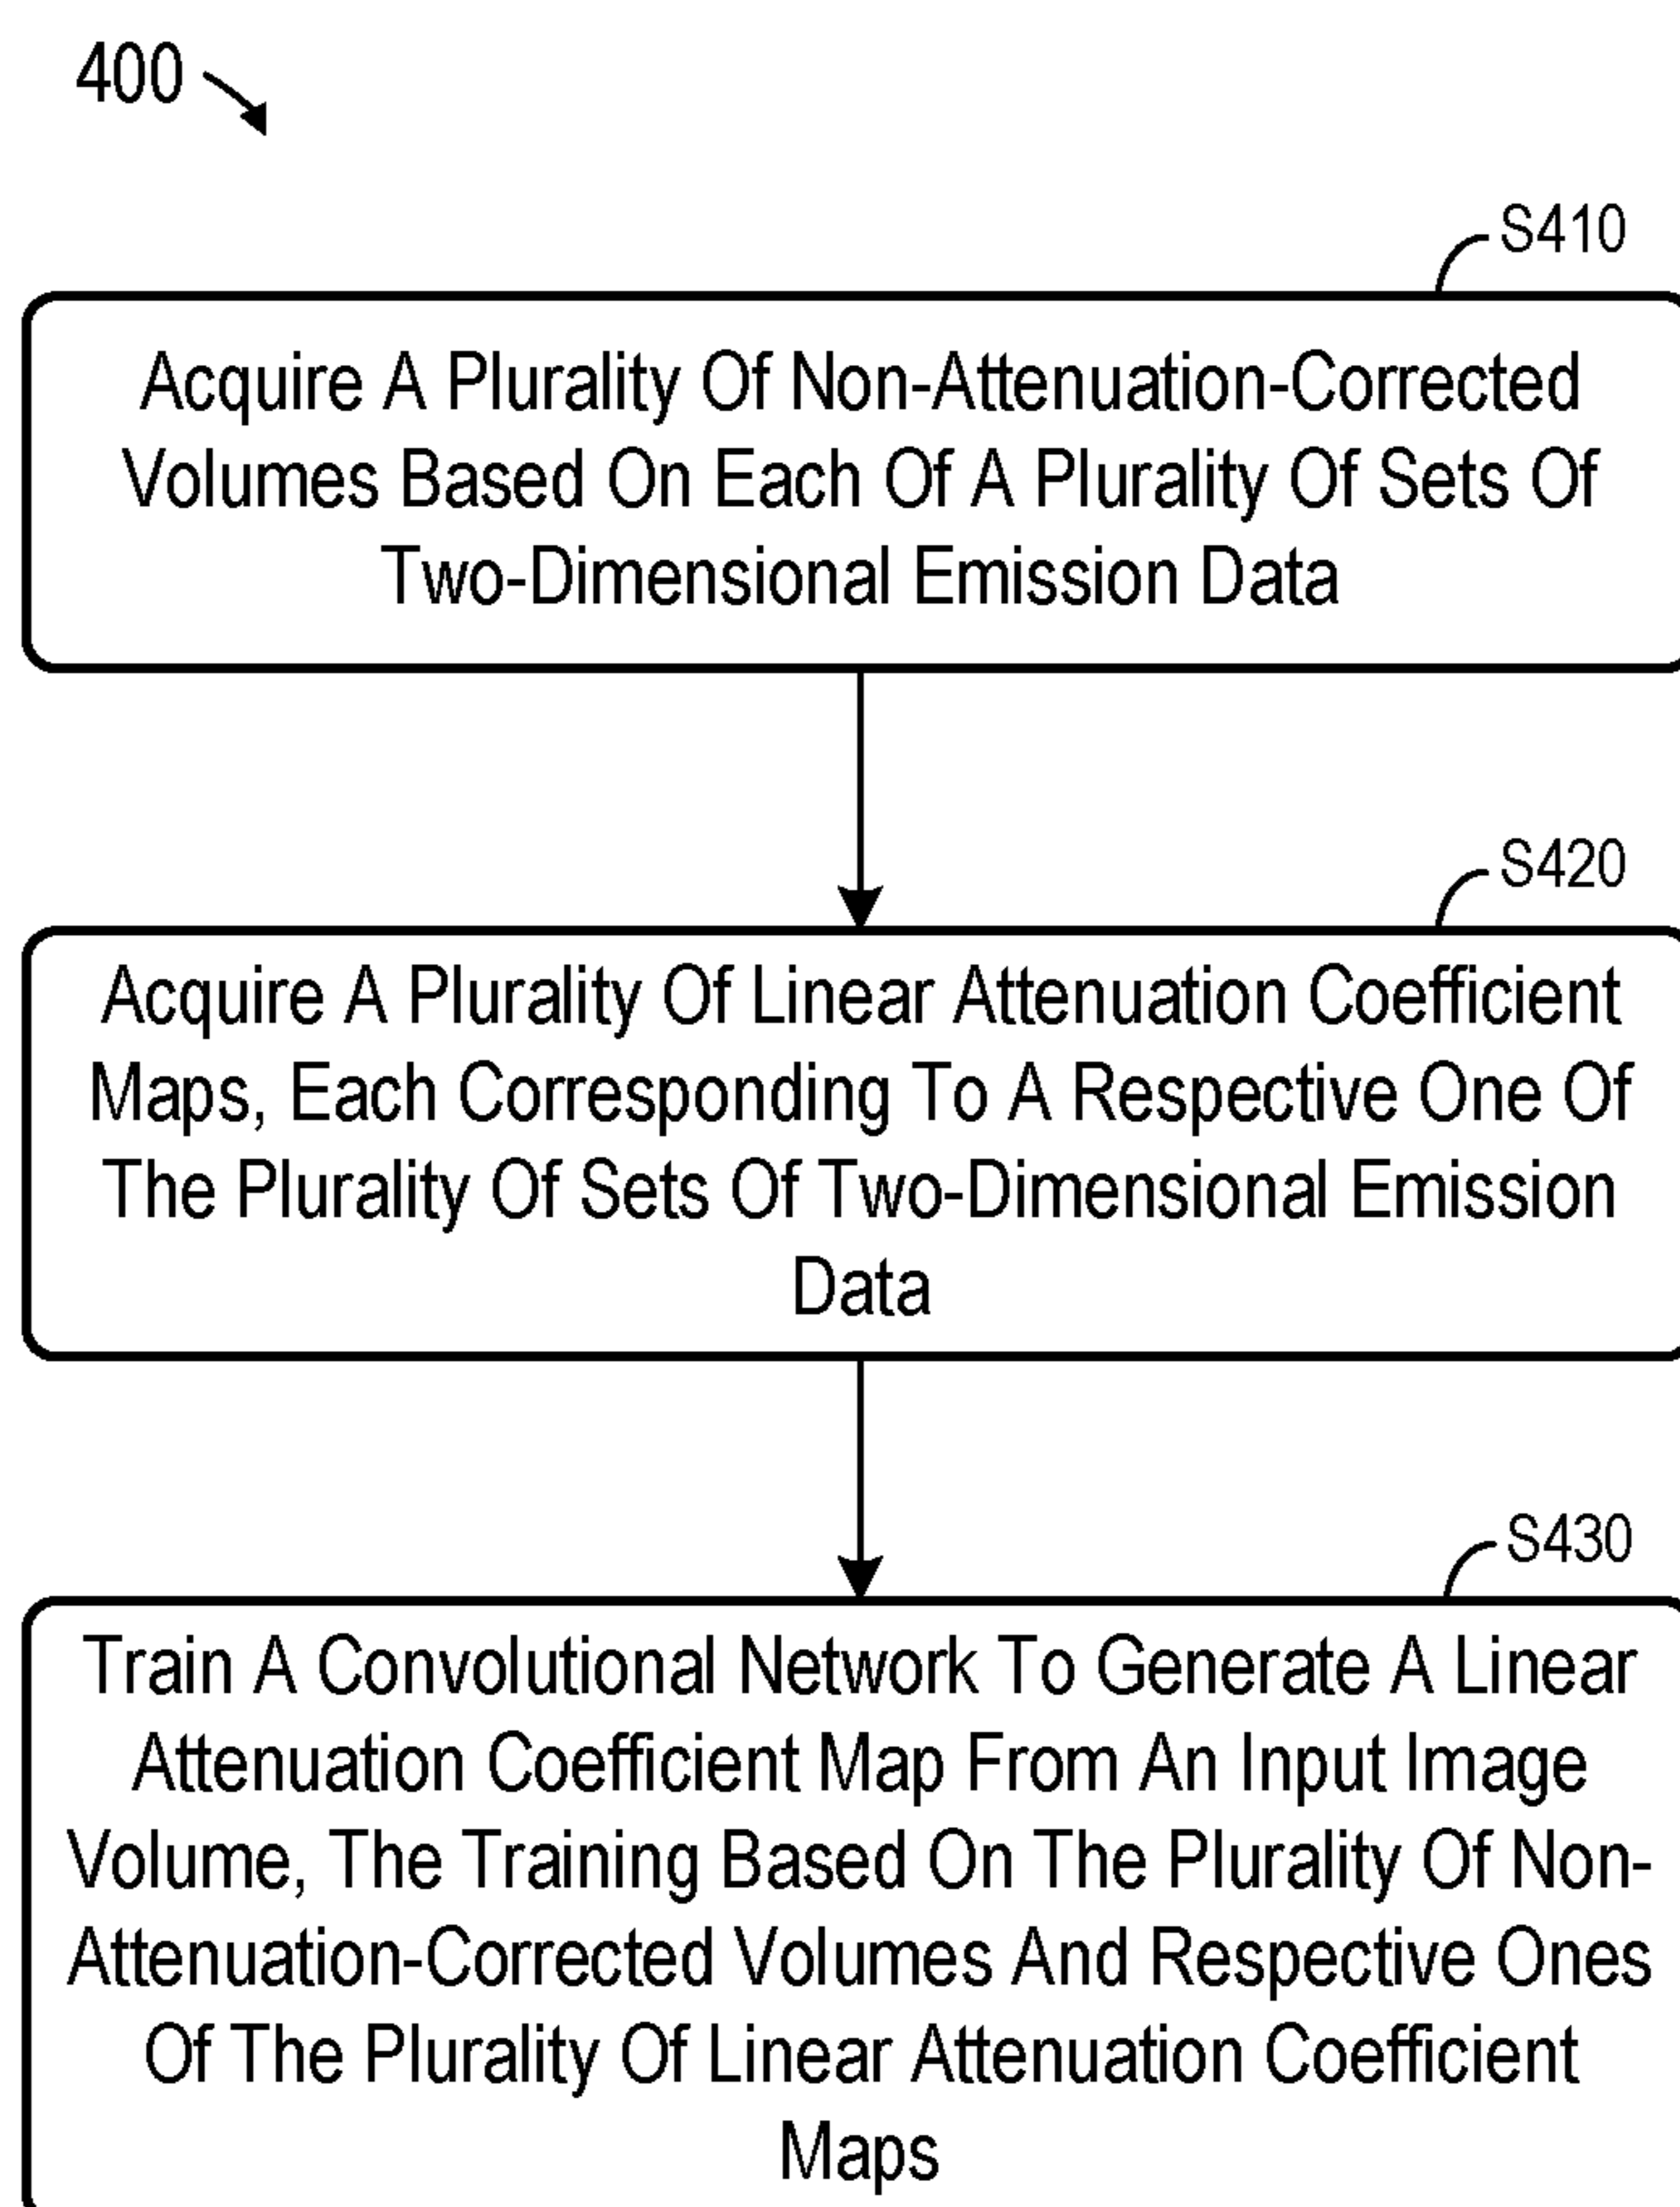 400
S410
Acquire A Plurality Of Non-Attenuation-Corrected
Volumes Based On Each Of A Plurality Of Sets Of
Two-Dimensional Emission Data
S420
Acquire A Plurality Of Linear Attenuation Coefficient
Maps, Each Corresponding To A Respective One Of
The Plurality Of Sets Of Two-Dimensional Emission
Data
S430
Train A Convolutional Network To Generate A Linear
Attenuation Coefficient Map From An Input Image
Volume, The Training Based On The Plurality Of Non-
Attenuation-Corrected Volumes And Respective Ones
Of The Plurality Of Linear Attenuation Coefficient
Maps